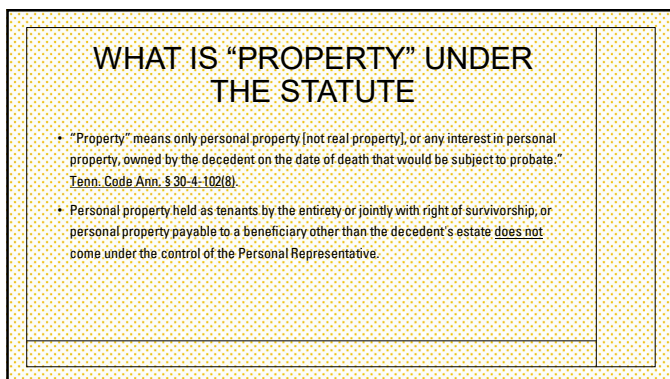 WHAT IS “PROPERTY” UNDER
THE STATUTE
• “Property” means only personal property [not real property], or any interest in personal
property, owned by the decedent on the date of death that would be subject to probate.”
Tenn. Code Ann. § 30-4-102(8).
• Personal property held as tenants by the entirety or jointly with right of survivorship, or
personal property payable to a beneficiary other than the decedent's estate does not
come under the control of the Personal Representative.